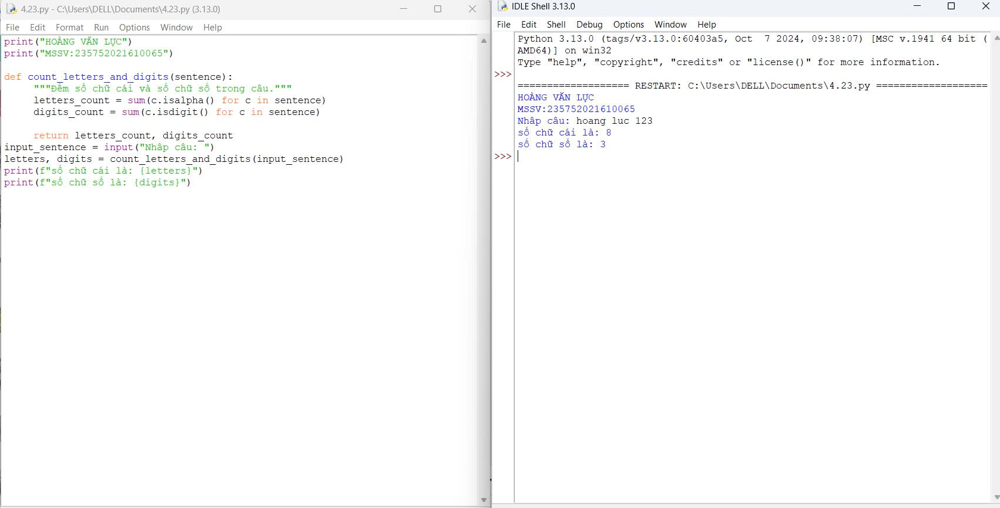 4.23.py - C:\Users\DELL\Documents\4.23.py (3.13.0)
File Edit Format Run Options Window Help
print("HOÀNG VĂN LỰC")
print("MSSV:235752021610065")
def count_letters_and_digits(sentence):
    """Đếm số chữ cái và số chữ số trong câu."""
    letters_count = sum(c.isalpha() for c in sentence)
    digits_count = sum(c.isdigit() for c in sentence)
    return letters_count, digits_count
input_sentence = input("Nhập câu: ")
letters, digits = count_letters_and_digits(input_sentence)
print(f"số chữ cái là: {letters}")
print(f"số chữ số là: {digits}")
IDLE Shell 3.13.0
File Edit Shell Debug Options Window Help
Python 3.13.0 (tags/v3.13.0:60403a5, Oct  7 2024, 09:38:07) [MSC v.1941 64 bit (
AMD64)] on win32
Type "help", "copyright", "credits" or "license()" for more information.
>>>
=================== RESTART: C:\Users\DELL\Documents\4.23.py ===================
HOÀNG VĂN LỰC
MSSV:235752021610065
Nhập câu: hoang luc 123
số chữ cái là: 8
số chữ số là: 3
>>>